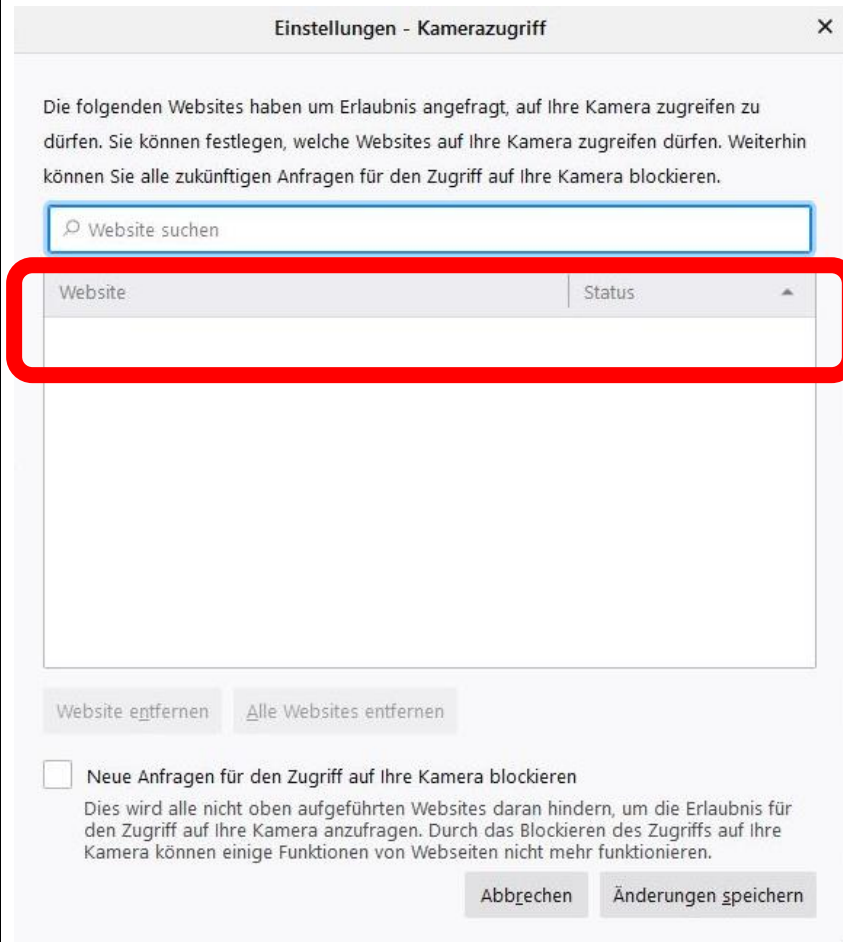 Einstellungen - Kamerazugriff
Die folgenden Websites haben um Erlaubnis angefragt, auf Ihre Kamera zugreifen zu
dürfen. Sie können festlegen, welche Websites auf Ihre Kamera zugreifen dürfen. Weiterhin
können Sie alle zukünftigen Anfragen für den Zugriff auf Ihre Kamera blockieren.
Website suchen
Website Status
Website entfernen Alle Websites entfernen
Neue Anfragen für den Zugriff auf Ihre Kamera blockieren
Dies wird alle nicht oben aufgeführten Websites daran hindern, um die Erlaubnis für
den Zugriff auf Ihre Kamera anzufragen. Durch das Blockieren des Zugriffs auf Ihre
Kamera können einige Funktionen von Webseiten nicht mehr funktionieren.
Abbrechen Änderungen speichern